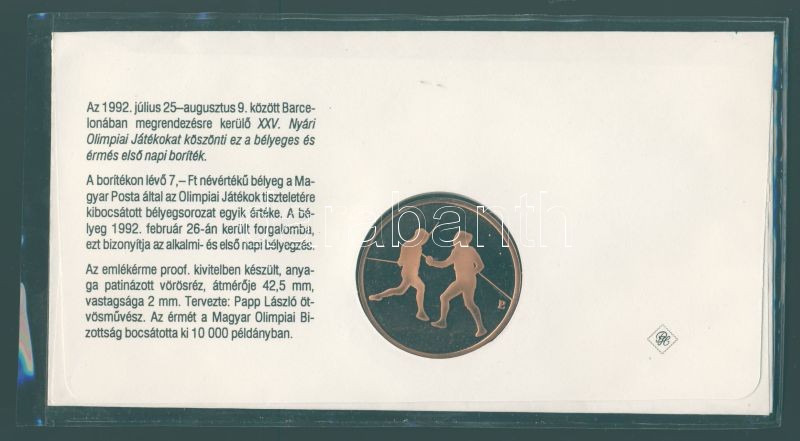 Az 1992. július 25–augusztus 9. között Barce-
lonában megrendezésre kerülő XXV. Nyári
Olimpiai Játékokat köszönti ez a bélyeges és
érmés első napi boríték.
A borítékon lévő 7,– Ft névértékű bélyeg a Ma-
gyar Posta által az Olimpiai Játékok tiszteletére
kibocsátott bélyegsorozat egyik értéke. A bé-
lyeg 1992. február 26-án került forgalomba,
ezt bizonyítja az alkalmi- és első napi bélyegzés.
Az emlékérme proof. kivitelben készült, anya-
ga patinázott vörösréz, átmérője 42,5 mm,
vastagsága 2 mm. Tervezte: Papp László öt-
vösművész. Az érmét a Magyar Olimpiai Bi-
zottság bocsátotta ki 10 000 példányban.
darabanth